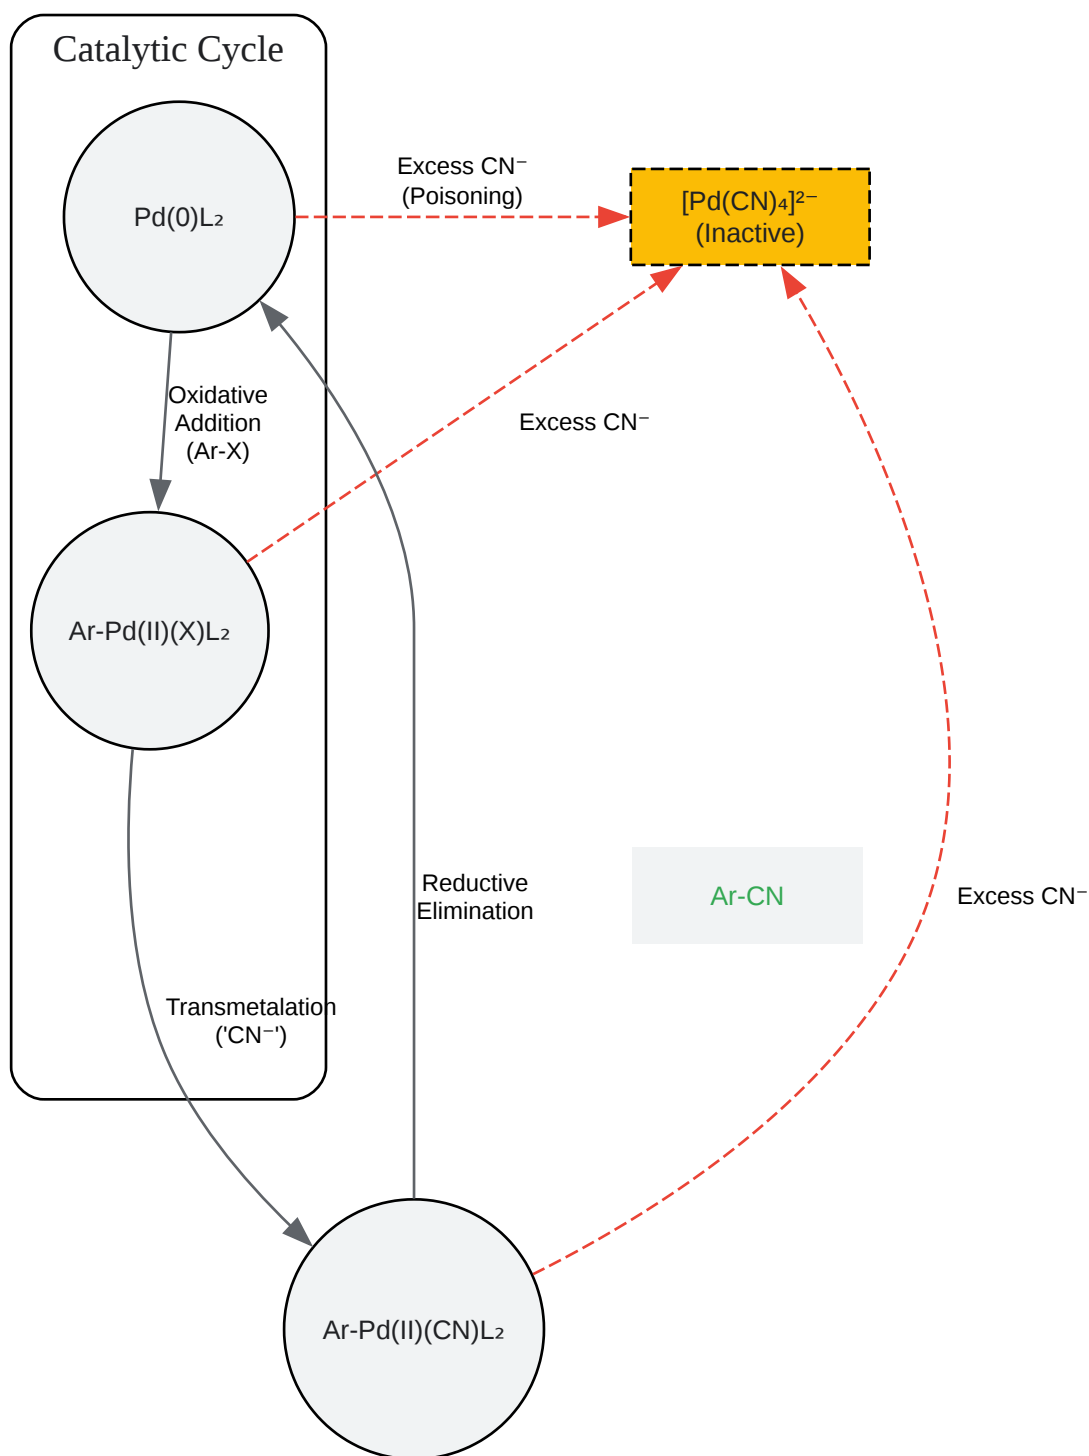 Catalytic Cycle
Pd(0)L₂
Excess CN⁻
(Poisoning)
[Pd(CN)₄]²⁻
(Inactive)
Oxidative
Addition
(Ar-X)
Excess CN⁻
Ar-Pd(II)(X)L₂
Reductive
Elimination
Ar-CN
Excess CN⁻
Transmetalation
('CN⁻')
Ar-Pd(II)(CN)L₂